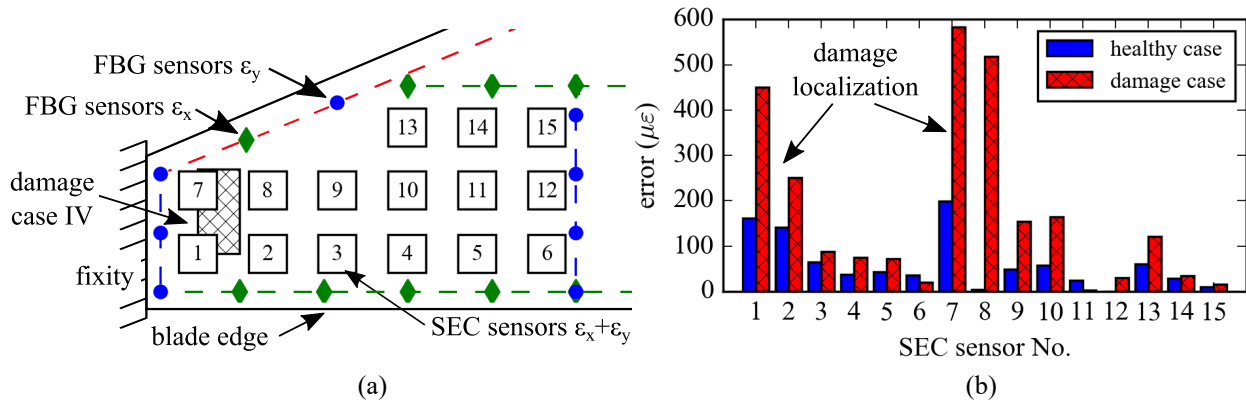 FBG sensors εy
FBG sensors εx
damage
case IV
fixity
13 14 15
7 8 9 10 11 12
1 2 3 4 5 6
blade edge
SEC sensors εx+εy
(a)
600
500
400
300
200
100
0
error (με)
damage
localization
healthy case
damage case
1 2 3 4 5 6 7 8 9 10 11 12 13 14 15
SEC sensor No.
(b)